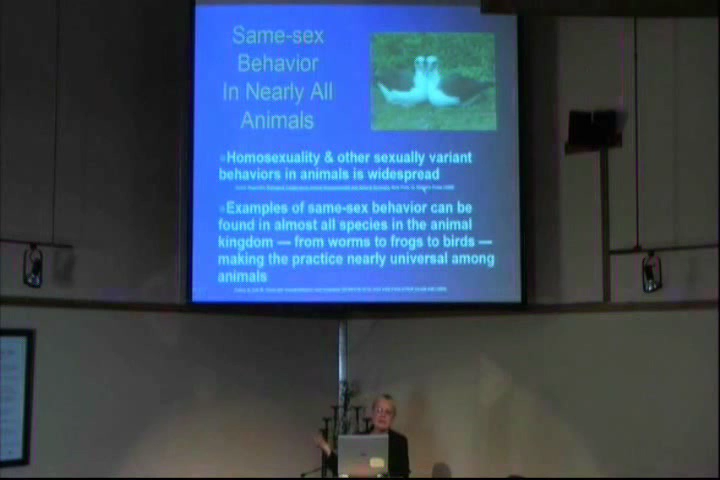 Same-sex
Behavior
In Nearly All
Animals
Homosexuality & other sexually variant
behaviors in animals is widespread
Examples of same-sex behavior can be
found in almost all species in the animal
kingdom — from worms to frogs to birds —
making the practice nearly universal among
animals